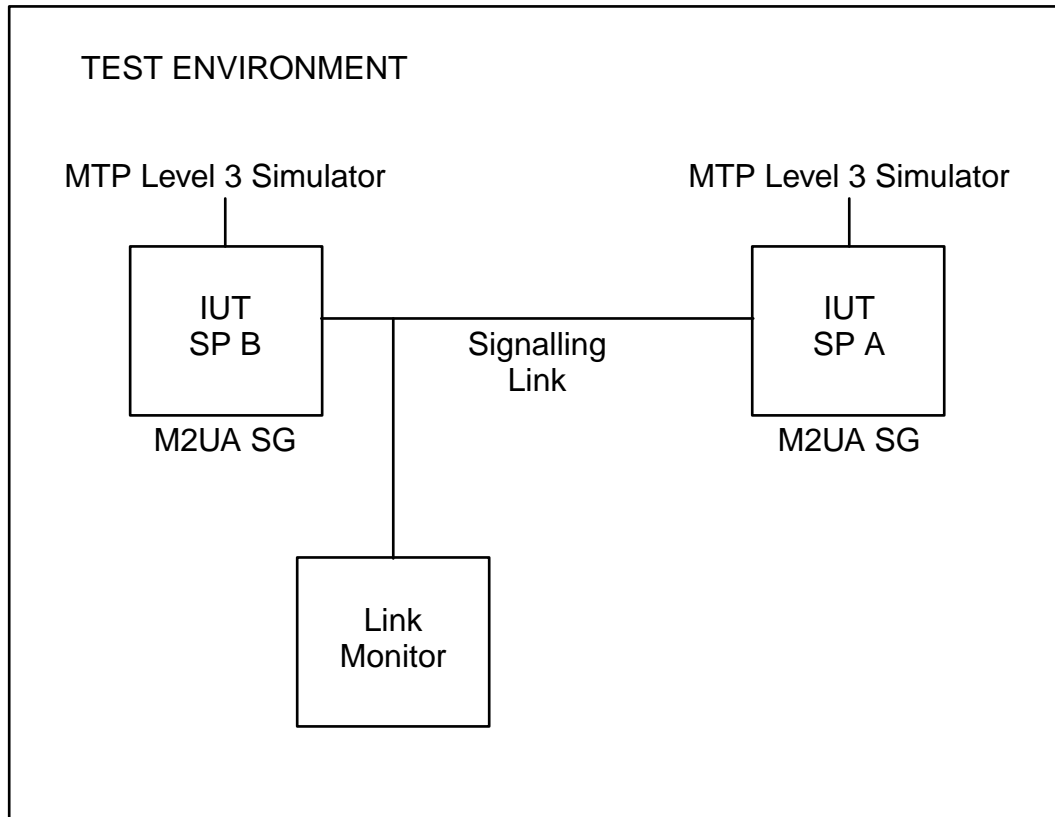 TEST ENVIRONMENT
MTP Level 3 Simulator
MTP Level 3 Simulator
IUT
SP B
IUT
SP A
Signalling
Link
M2UA SG
M2UA SG
Link
Monitor